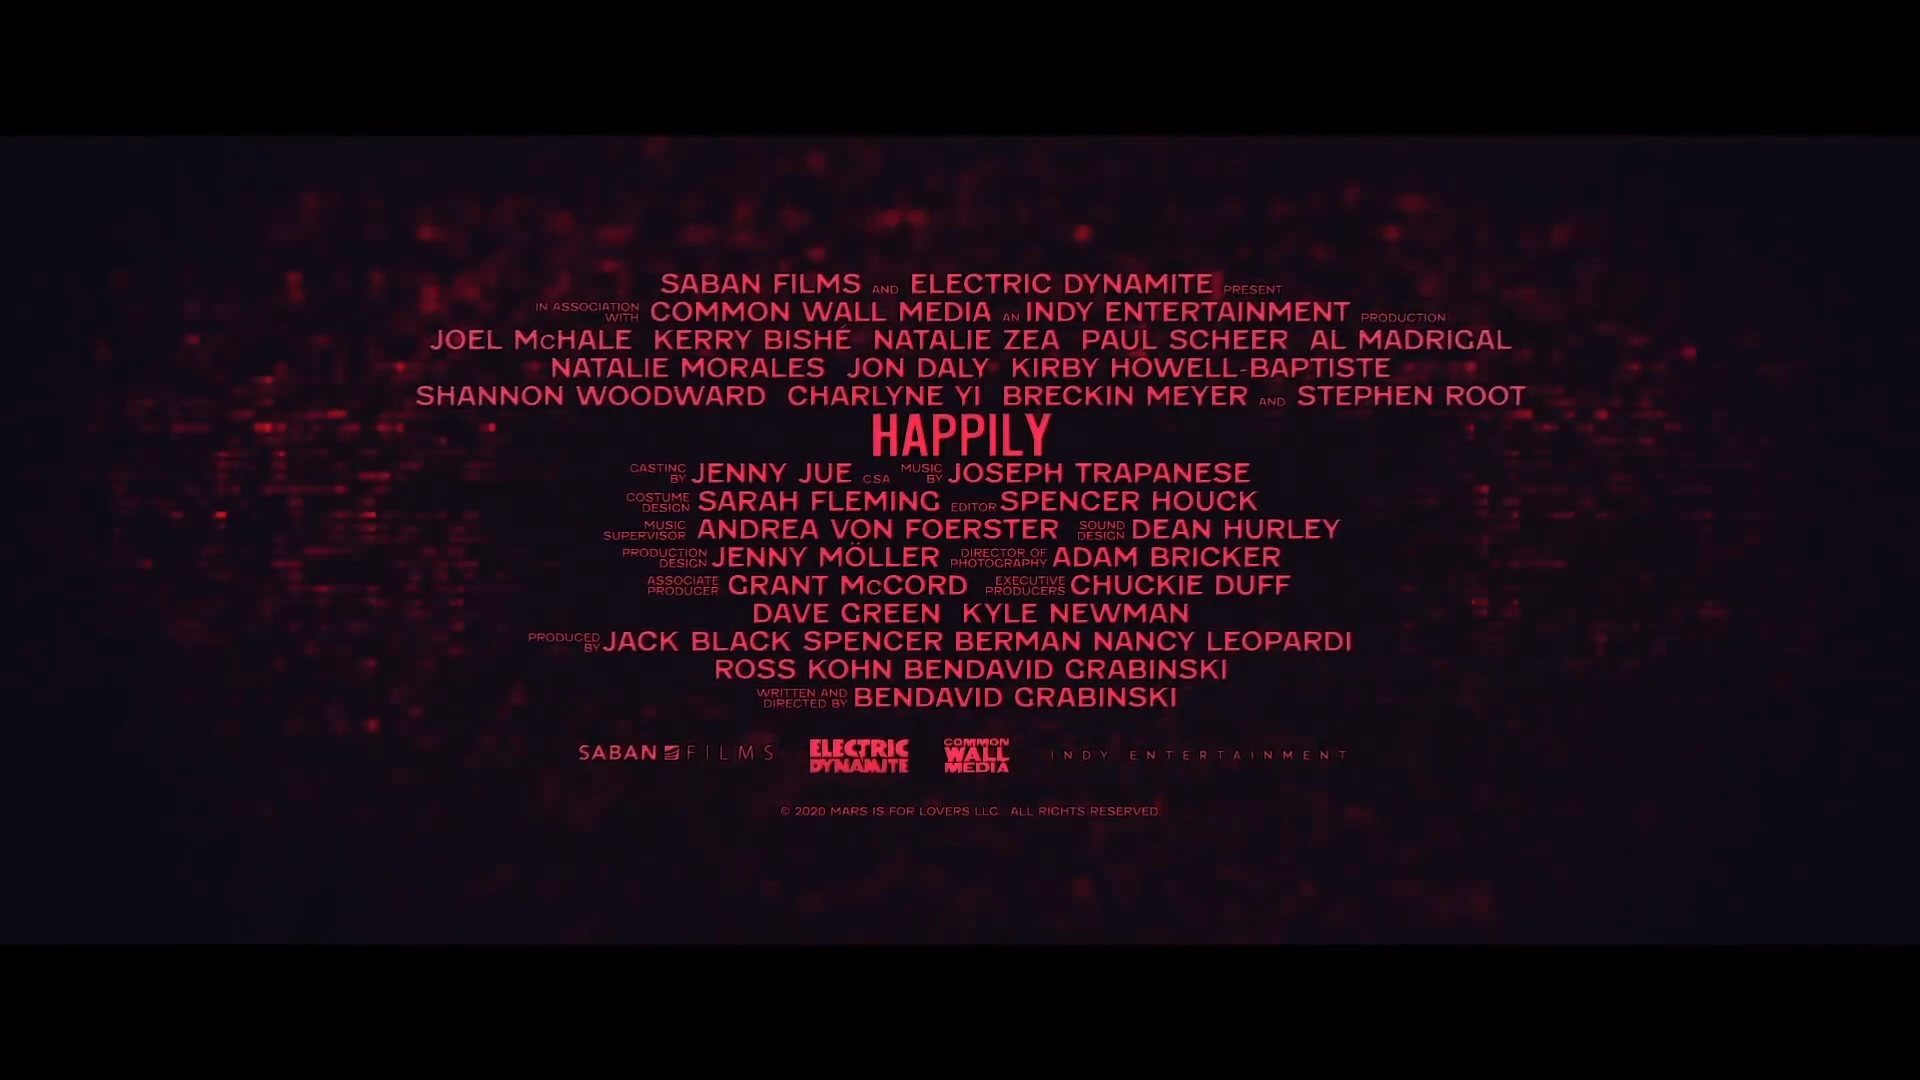 SABAN FILMS AND ELECTRIC DYNAMITE PRESENT
IN ASSOCIATION WITH COMMON WALL MEDIA AN INDY ENTERTAINMENT PRODUCTION
JOEL McHALE KERRY BISHÉ NATALIE ZEA PAUL SCHEER AL MADRIGAL
NATALIE MORALES JON DALY KIRBY HOWELL-BAPTISTE
SHANNON WOODWARD CHARLYNE YI BRECKIN MEYER AND STEPHEN ROOT
HAPPILY
CASTING BY JENNY JUE CSA MUSIC BY JOSEPH TRAPANESE
COSTUME DESIGN SARAH FLEMING EDITOR SPENCER HOUCK
MUSIC SUPERVISOR ANDREA VON FOERSTER SOUND DESIGN DEAN HURLEY
PRODUCTION DESIGN JENNY MÖLLER DIRECTOR OF PHOTOGRAPHY ADAM BRICKER
ASSOCIATE PRODUCER GRANT McCORD EXECUTIVE PRODUCERS CHUCKIE DUFF
DAVE GREEN KYLE NEWMAN
PRODUCED BY JACK BLACK SPENCER BERMAN NANCY LEOPARDI
ROSS KOHN BENDAVID GRABINSKI
WRITTEN AND DIRECTED BY BENDAVID GRABINSKI
SABAN FILMS ELECTRIC DYNAMITE COMMON WALL MEDIA INDY ENTERTAINMENT
© 2020 MARS IS FOR LOVERS LLC ALL RIGHTS RESERVED